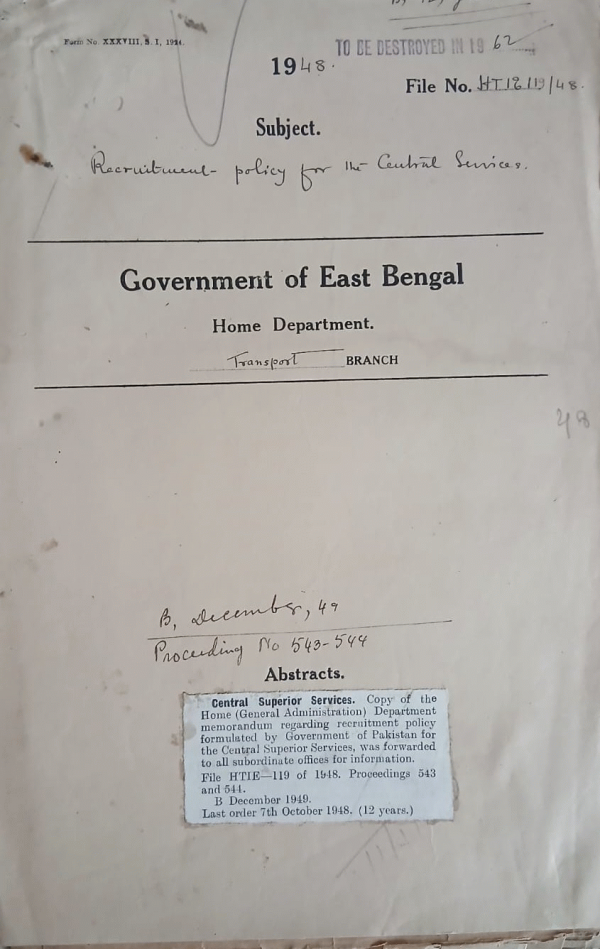 Form No. XXXVIII, S. I, 1924.
TO BE DESTROYED IN 19 62
1948.
File No.
Subject.
Recruitment policy for the Central Services.
Government of East Bengal
Home Department.
Transport BRANCH
48
B, December, 49
Proceeding No 543-544
Abstracts.
Central Superior Services. Copy of the
Home (General Administration) Department
memorandum regarding recruitment policy
formulated by Government of Pakistan for
the Central Superior Services, was forwarded
to all subordinate offices for information.
File HTIE—119 of 1948. Proceedings 543
and 544.
B December 1949.
Last order 7th October 1948. (12 years.)